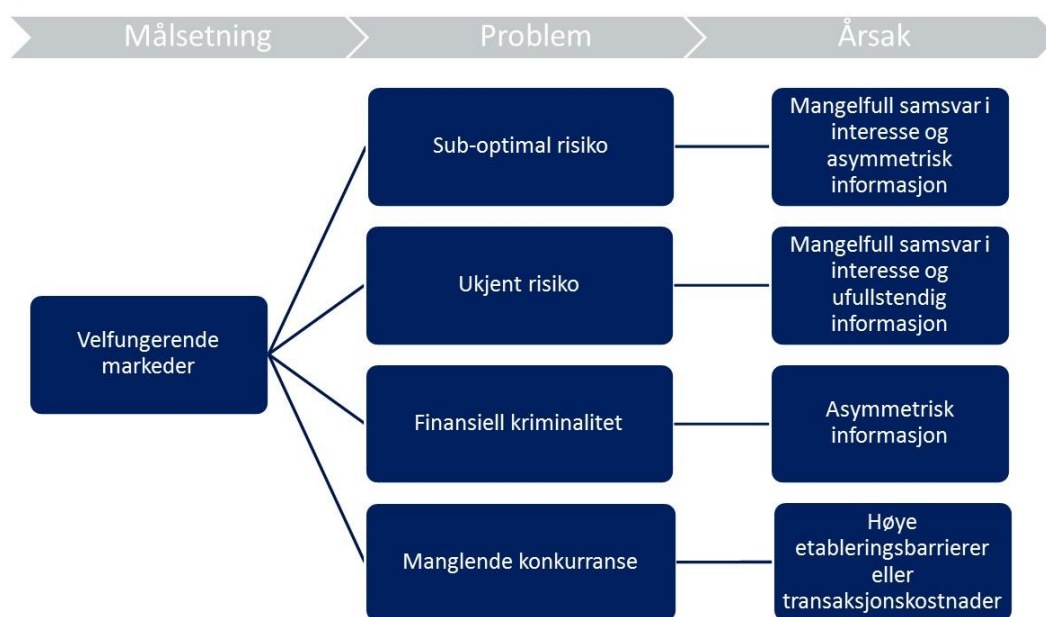 Målsetning
Problem
Årsak
Velfungerende
markeder
Sub-optimal risiko
Mangelfull samsvar i
interesse og
asymmetrisk
informasjon
Ukjent risiko
Mangelfull samsvar i
interesse og
ufullstendig
informasjon
Finansiell kriminalitet
Asymmetrisk
informasjon
Manglende konkurranse
Høye
etableringsbarrierer
eller
transaksjonskostnader